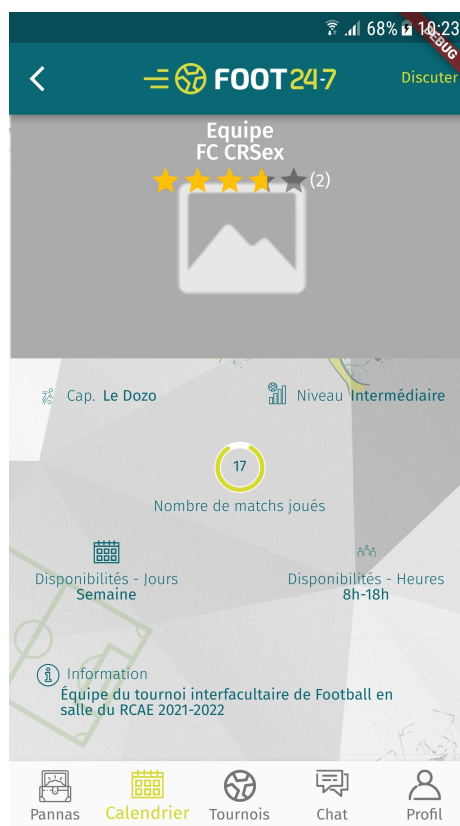 68% 10:23
DEBUG
FOOT 24-7
Discuter
Equipe
FC CRSex
(2)
Cap. Le Dozo
Niveau Intermédiaire
17
Nombre de matchs joués
Disponibilités - Jours
Semaine
Disponibilités - Heures
8h-18h
Information
Équipe du tournoi interfacultaire de Football en
salle du RCAE 2021-2022
Pannas
Calendrier
Tournois
Chat
Profil